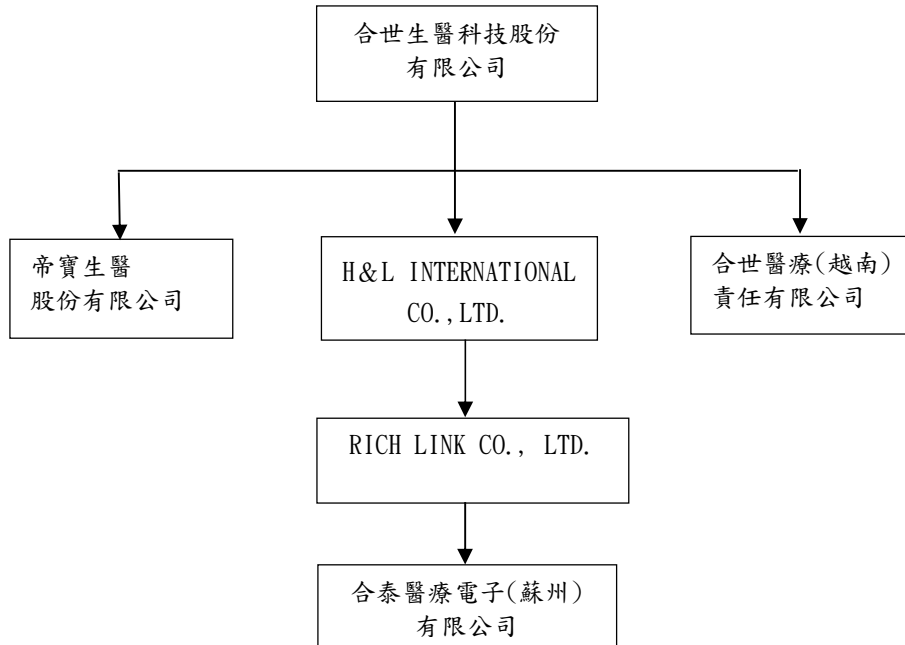 合世生醫科技股份
有限公司
帝寶生醫
股份有限公司
H&L INTERNATIONAL
CO.,LTD.
合世醫療(越南)
責任有限公司
RICH LINK CO., LTD.
合泰醫療電子(蘇州)
有限公司